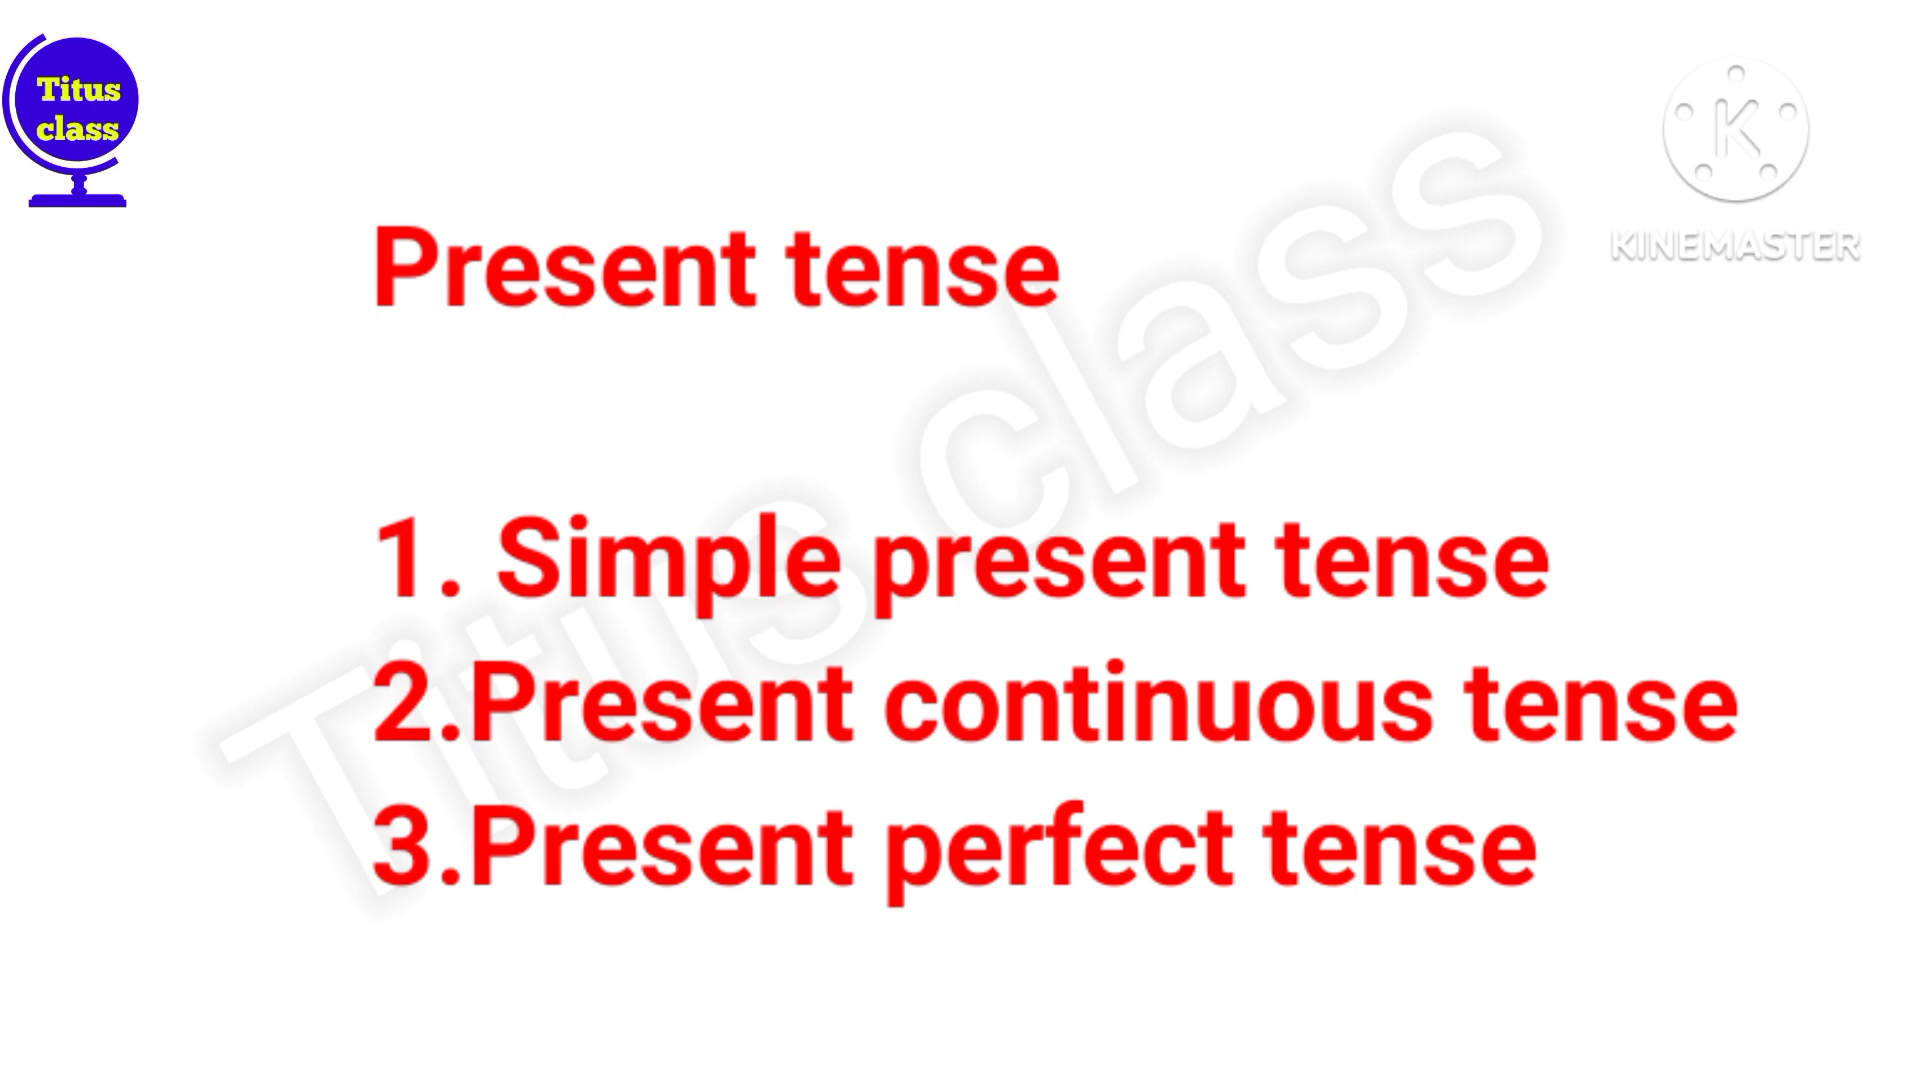 Titus
class
KINEMASTER
Present tense
1. Simple present tense
2.Present continuous tense
3.Present perfect tense
Titus class